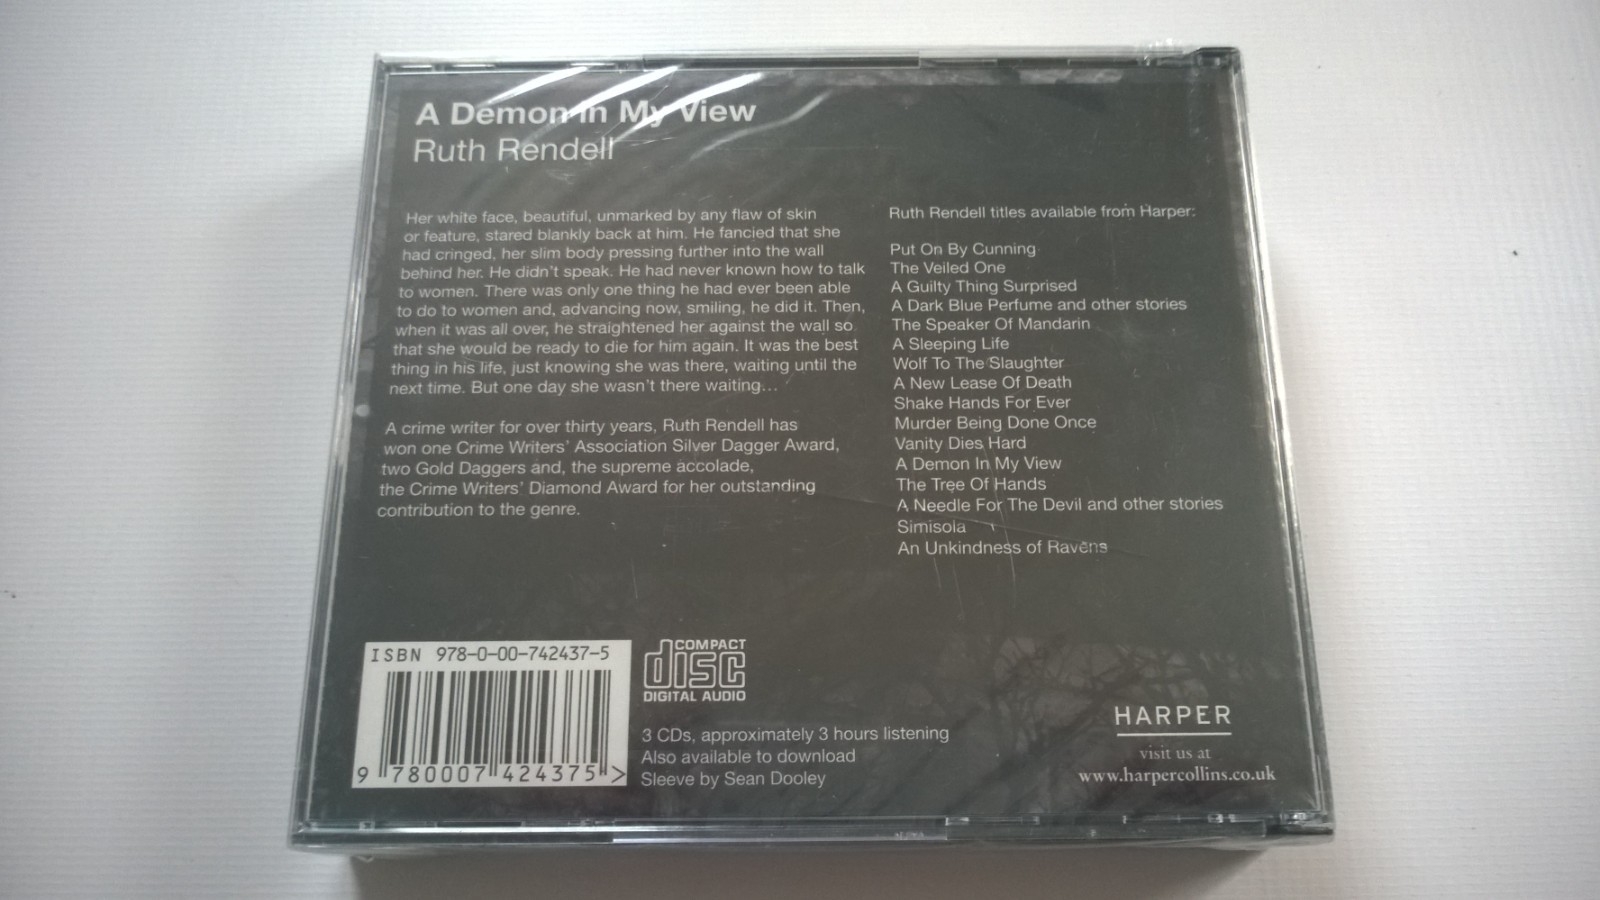 A Demon In My View
Ruth Rendell
Her white face, beautiful, unmarked by any flaw of skin
or feature, stared blankly back at him. He fancied that she
had cringed, her slim body pressing further into the wall
behind her. He didn't speak. He had never known how to talk
to women. There was only one thing he had ever been able
to do to women and, advancing now, smiling, he did it. Then,
when it was all over, he straightened her against the wall so
that she would be ready to die for him again. It was the best
thing in his life, just knowing she was there, waiting until the
next time. But one day she wasn't there waiting...
A crime writer for over thirty years, Ruth Rendell has
won one Crime Writers' Association Silver Dagger Award,
two Gold Daggers and, the supreme accolade,
the Crime Writers' Diamond Award for her outstanding
contribution to the genre.
Ruth Rendell titles available from Harper:
Put On By Cunning
The Veiled One
A Guilty Thing Surprised
A Dark Blue Perfume and other stories
The Speaker Of Mandarin
A Sleeping Life
Wolf To The Slaughter
A New Lease Of Death
Shake Hands For Ever
Murder Being Done Once
Vanity Dies Hard
A Demon In My View
The Tree Of Hands
A Needle For The Devil and other stories
Simisola
An Unkindness of Ravens
ISBN 978-0-00-742437-5
9 780007 424375 >
COMPACT
disc
DIGITAL AUDIO
3 CDs, approximately 3 hours listening
Also available to download
Sleeve by Sean Dooley
HARPER
visit us at
www.harpercollins.co.uk